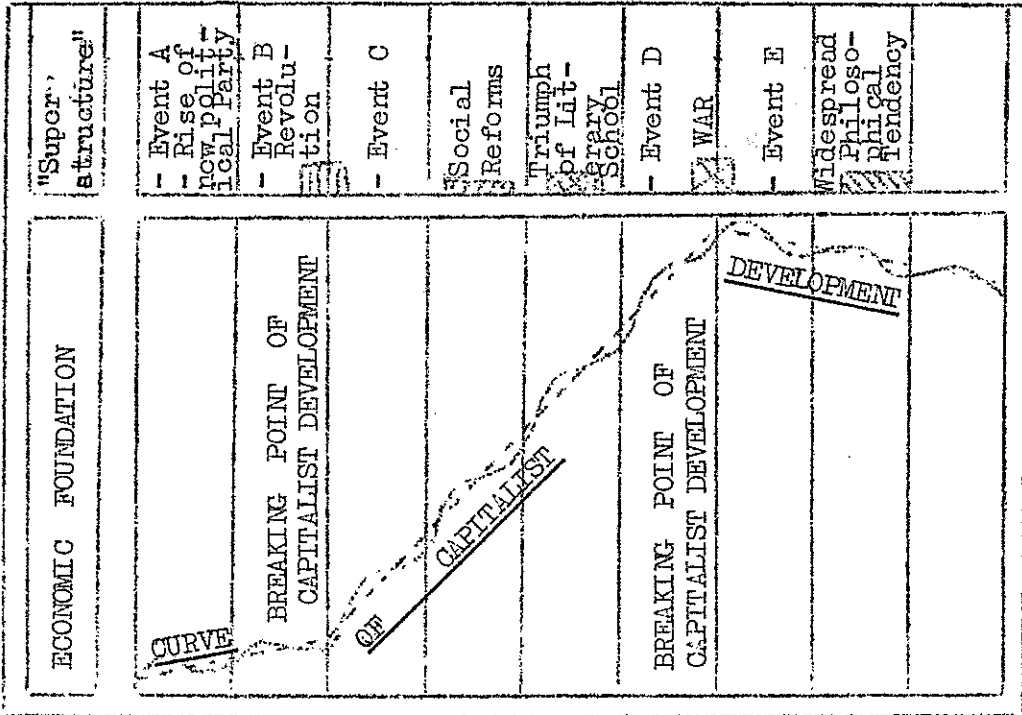 "Supor.
structure"
- Event A
- Rise of
now polit-
ical Party
- Event B
Revolu-
tion
- Event C
Social
Reforms
Triumph
of Lit-
erary
School
- Event D
WAR
- Event E
Widespread
Philoso-
phical
Tendency
ECONOMIC FOUNDATION
CURVE
BREAKING POINT OF
CAPITALIST DEVELOPMENT
OF
CAPITALIST
BREAKING POINT OF
CAPITALIST DEVELOPMENT
DEVELOPMENT